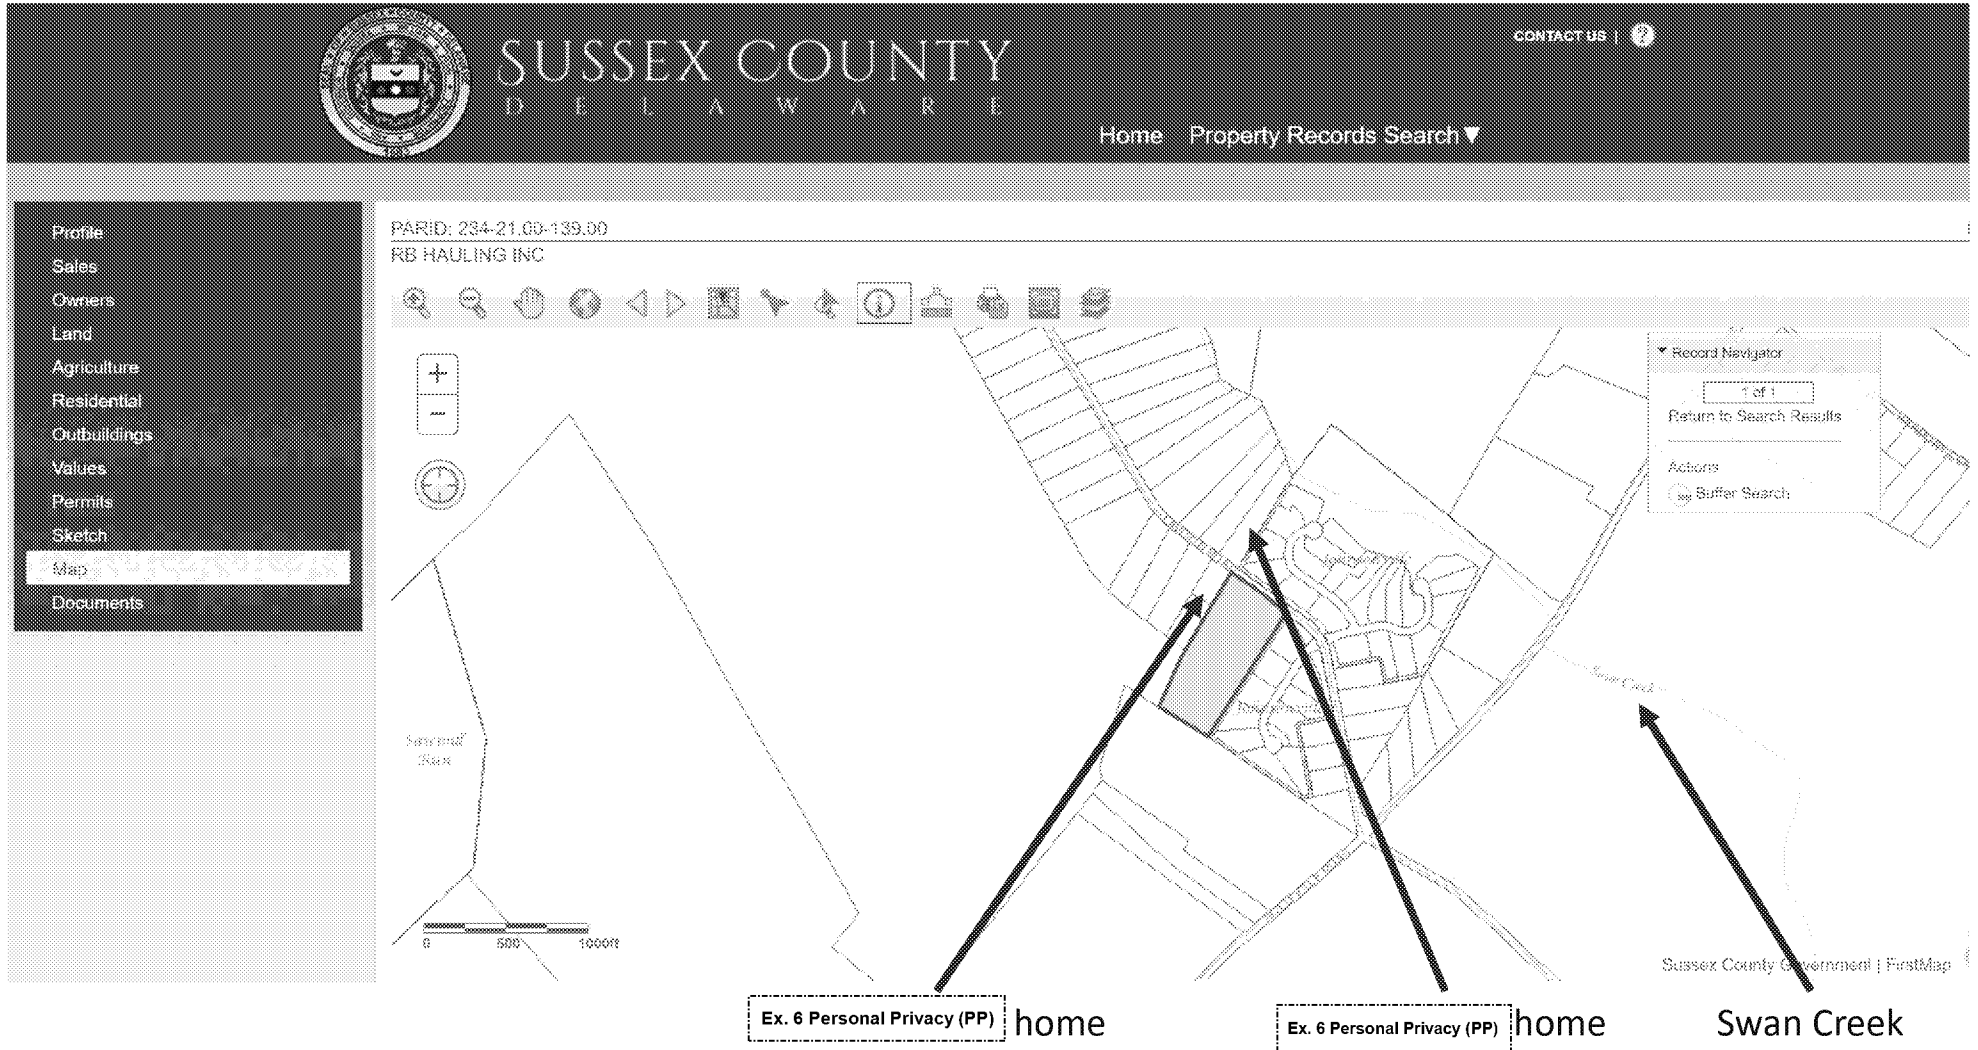 SUSSEX COUNTY
DELAWARE
CONTACT US | ?
Home Property Records Search▼
Profile
Sales
Owners
Land
Agriculture
Residential
Outbuildings
Values
Permits
Sketch
Map
Documents
PARID: 234-21.00-139.00
RB HAULING INC
+
-
Record Navigator
1 of 1
Return to Search Results
Actions
Buffer Search
Swan Creek
0 500 1000ft
Sussex County Government | FirstMap
Ex. 6 Personal Privacy (PP) home
Ex. 6 Personal Privacy (PP) home
Swan Creek